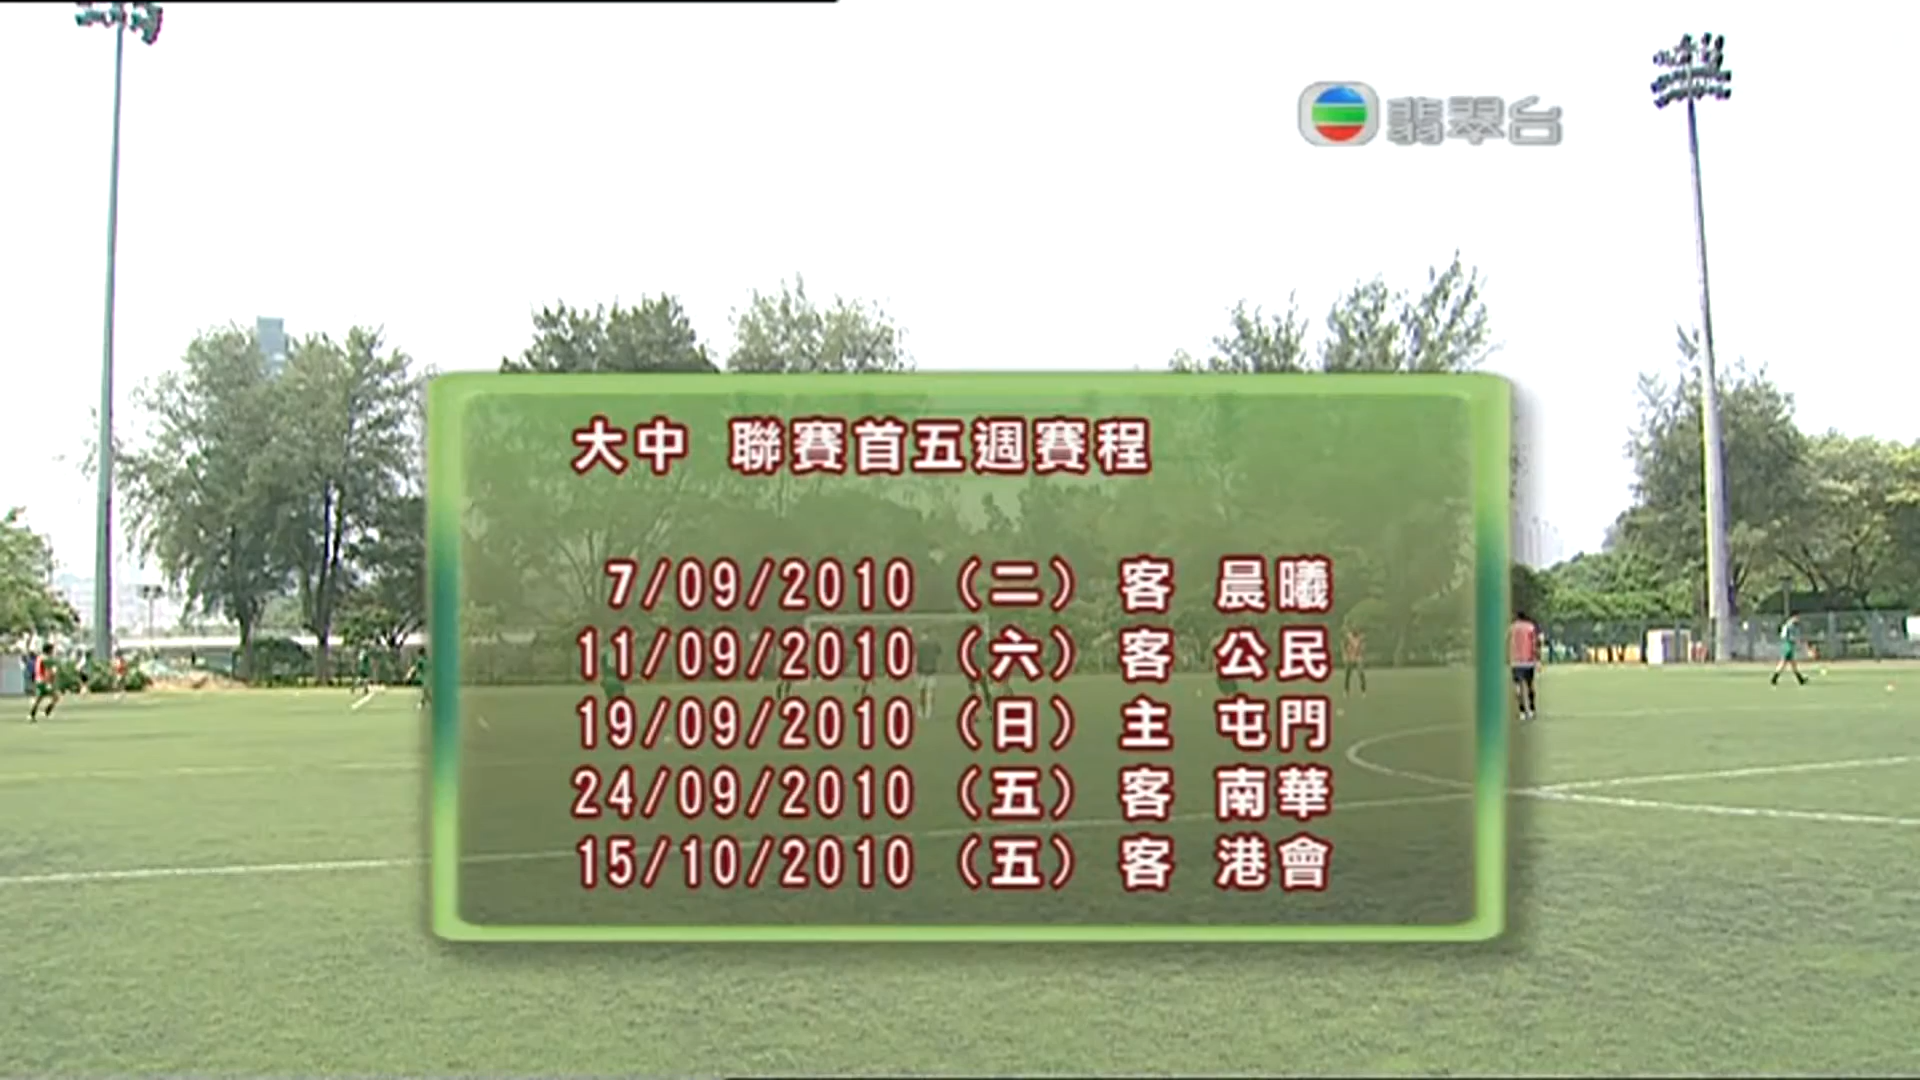 翡翠台
大中 聯賽首五週賽程
7/09/2010 (二) 客 晨曦
11/09/2010 (六) 客 公民
19/09/2010 (日) 主 屯門
24/09/2010 (五) 客 南華
15/10/2010 (五) 客 港會